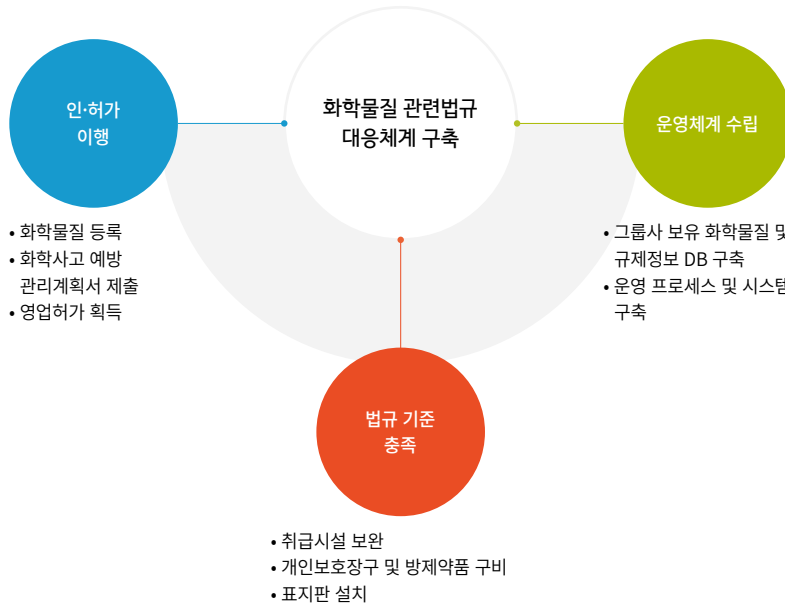 화학물질 관련법규
대응체계 구축
인·허가
이행
• 화학물질 등록
• 화학사고 예방
관리계획서 제출
• 영업허가 획득
운영체계 수립
• 그룹사 보유 화학물질 및
규제정보 DB 구축
• 운영 프로세스 및 시스템
구축
법규 기준
충족
• 취급시설 보완
• 개인보호장구 및 방제약품 구비
• 표지판 설치